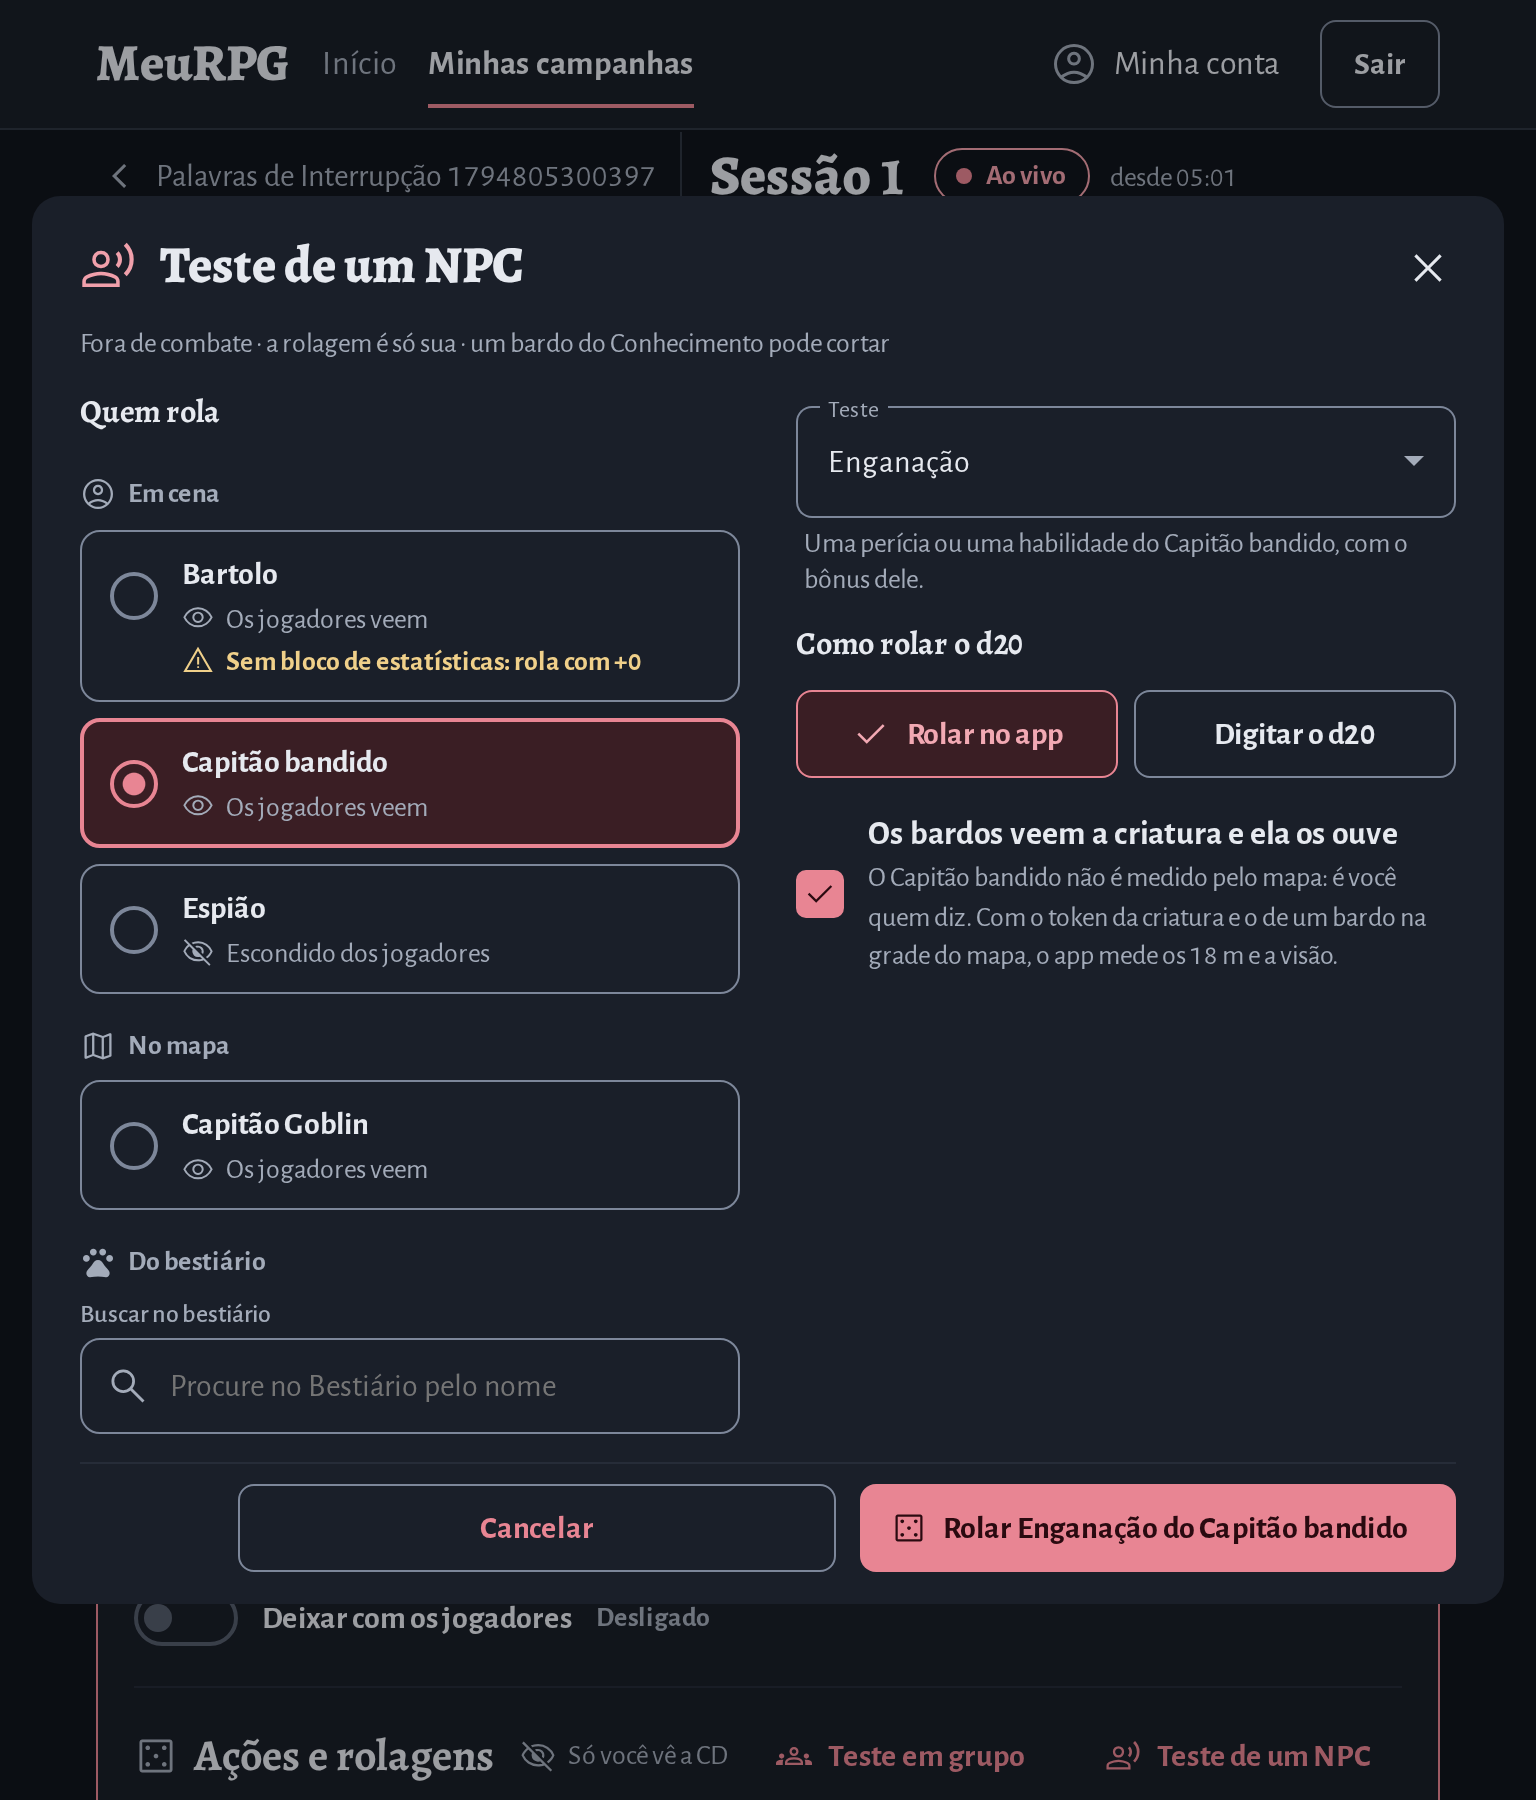 MeuRPG
Início
Minhas campanhas
Minha conta
Sair
Palavras de Interrupção 1794805300397
Sessão 1
Ao vivo
desde 05:01
Teste de um NPC
Fora de combate · a rolagem é só sua · um bardo do Conhecimento pode cortar
Quem rola
Em cena
Bartolo
Os jogadores veem
Sem bloco de estatísticas: rola com +0
Capitão bandido
Os jogadores veem
Espião
Escondido dos jogadores
No mapa
Capitão Goblin
Os jogadores veem
Do bestiário
Buscar no bestiário
Procure no Bestiário pelo nome
Teste
Enganação
Uma perícia ou uma habilidade do Capitão bandido, com o
bônus dele.
Como rolar o d20
Rolar no app
Digitar o d20
Os bardos veem a criatura e ela os ouve
O Capitão bandido não é medido pelo mapa: é você
quem diz. Com o token da criatura e o de um bardo na
grade do mapa, o app mede os 18 m e a visão.
Cancelar
Rolar Enganação do Capitão bandido
Deixar com os jogadores
Desligado
Ações e rolagens
Só você vê a CD
Teste em grupo
Teste de um NPC